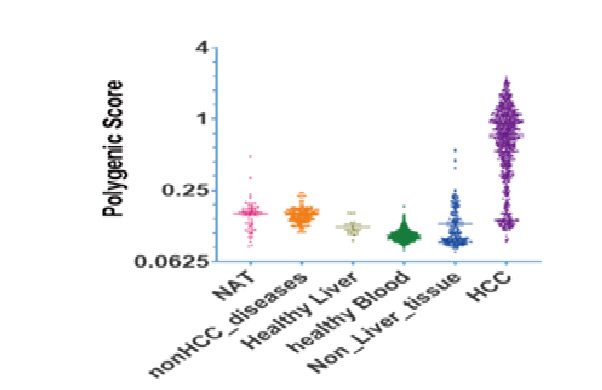 4
1
0.25
0.0625
Polygenic Score
NAT
nonHCC_diseases
Healthy Liver
healthy Blood
Non_Liver_tissue
HCC